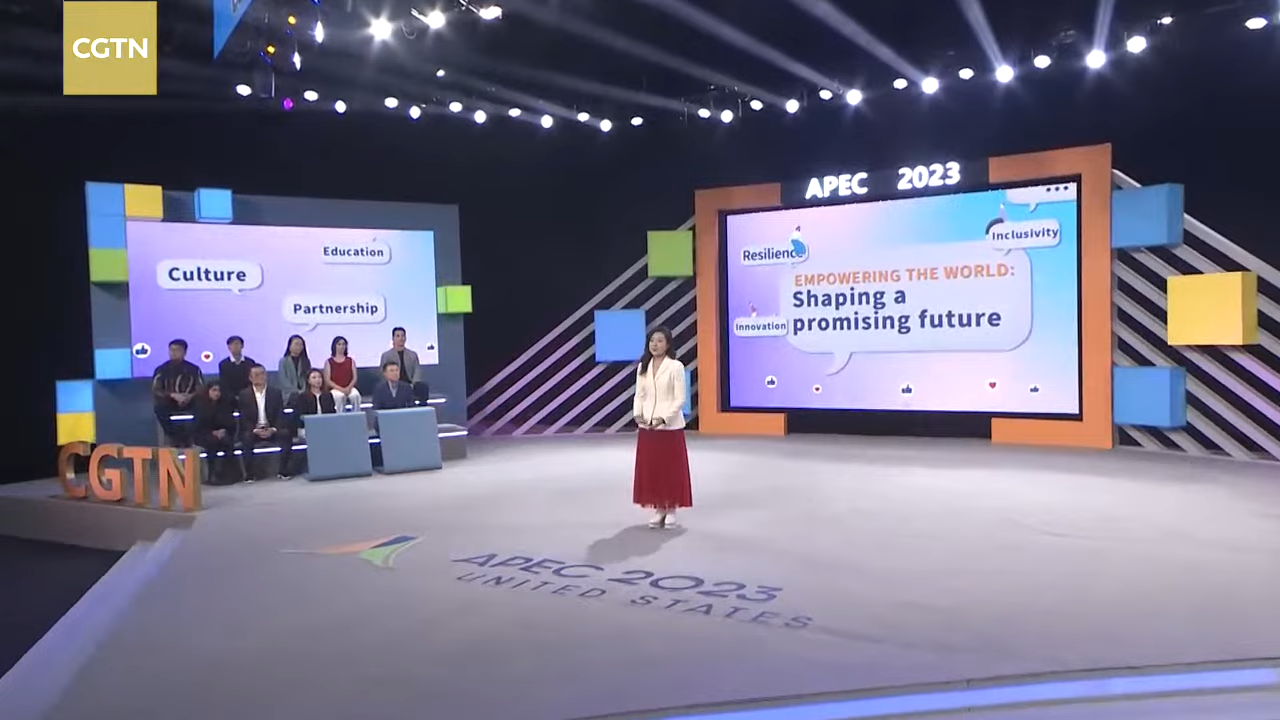 CGTN
APEC 2023
Education
Culture
Partnership
Resilience
Inclusivity
EMPOWERING THE WORLD:
Shaping a
promising future
Innovation
CGTN
APEC 2023
UNITED STATES